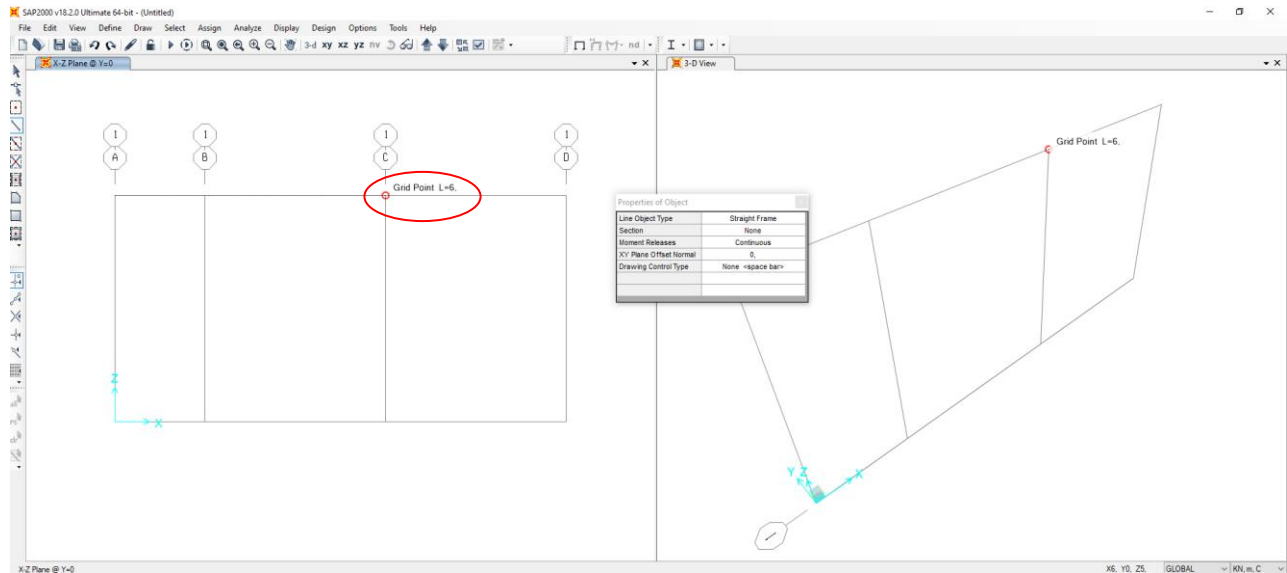 SAP2000 v18.2.0 Ultimate 64-bit - (Untitled)
File Edit View Define Draw Select Assign Analyze Display Design Options Tools Help
3-d xy xz yz nv nd
X-Z Plane @ Y=0
3-D View
1 1 1 1
A B C D
Grid Point L=6,
Grid Point L=6,
Properties of Object
Line Object Type Straight Frame
Section None
Moment Releases Continuous
XY Plane Offset Normal 0,
Drawing Control Type None <space bar>
Z
X
Y Z X
X-Z Plane @ Y=0 X6, Y0, Z5, GLOBAL KN, m, C